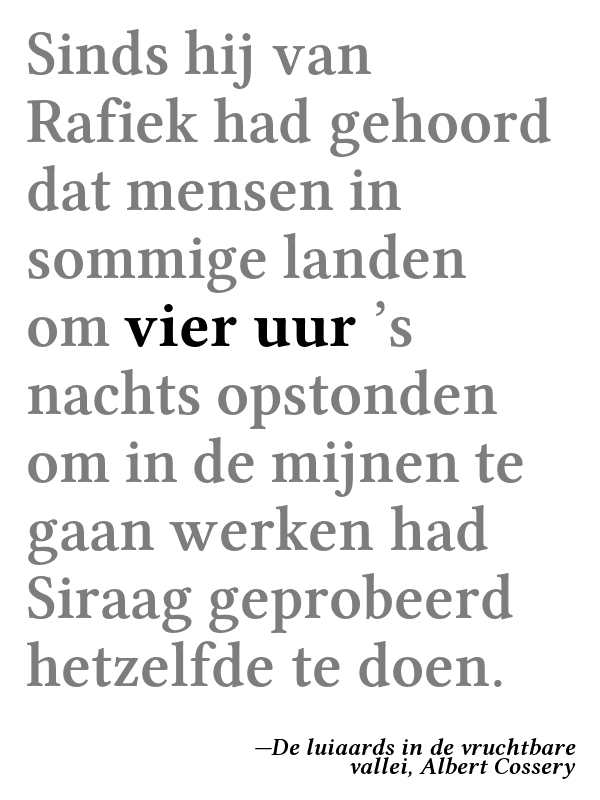 Sinds hij van
Rafiek had gehoord
dat mensen in
sommige landen
om vier uur ’s
nachts opstonden
om in de mijnen te
gaan werken had
Siraag geprobeerd
hetzelfde te doen.
—De luiaards in de vruchtbare
vallei, Albert Cossery